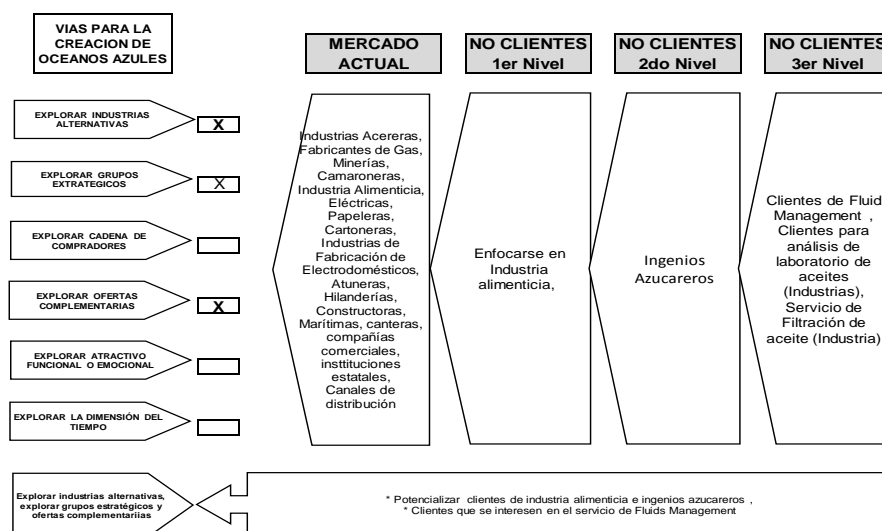 VIAS PARA LA
CREACION DE
OCEANOS AZULES
MERCADO
ACTUAL
NO CLIENTES
1er Nivel
NO CLIENTES
2do Nivel
NO CLIENTES
3er Nivel
EXPLORAR INDUSTRIAS
ALTERNATIVAS
X
EXPLORAR GRUPOS
EXTRATEGICOS
X
EXPLORAR CADENA DE
COMPRADORES
EXPLORAR OFERTAS
COMPLEMENTARIAS
X
EXPLORAR ATRACTIVO
FUNCIONAL O EMOCIONAL
EXPLORAR LA DIMENSIÓN DEL
TIEMPO
Industrias Acereras,
Fabricantes de Gas,
Minerías,
Camaroneras,
Industria Alimenticia,
Eléctricas,
Papeleras,
Cartoneras,
Industrias de
Fabricación de
Electrodomésticos,
Atuneras,
Hilanderías,
Constructoras,
Marítimas, canteras,
compañías
comerciales,
insttituciones
estatales,
Canales de
distribución
Enfocarse en
Industria
alimenticia,
Ingenios
Azucareros
Clientes de Fluid
Management ,
Clientes para
análisis de
laboratorio de
aceites
(Industrias),
Servicio de
Filtración de
aceite (Industria)
Explorar industrias alternativas,
explorar grupos estratégicos y
ofertas complementariias
* Potencializar clientes de industria alimenticia e ingenios azucareros ,
* Clientes que se interesen en el servicio de Fluids Management